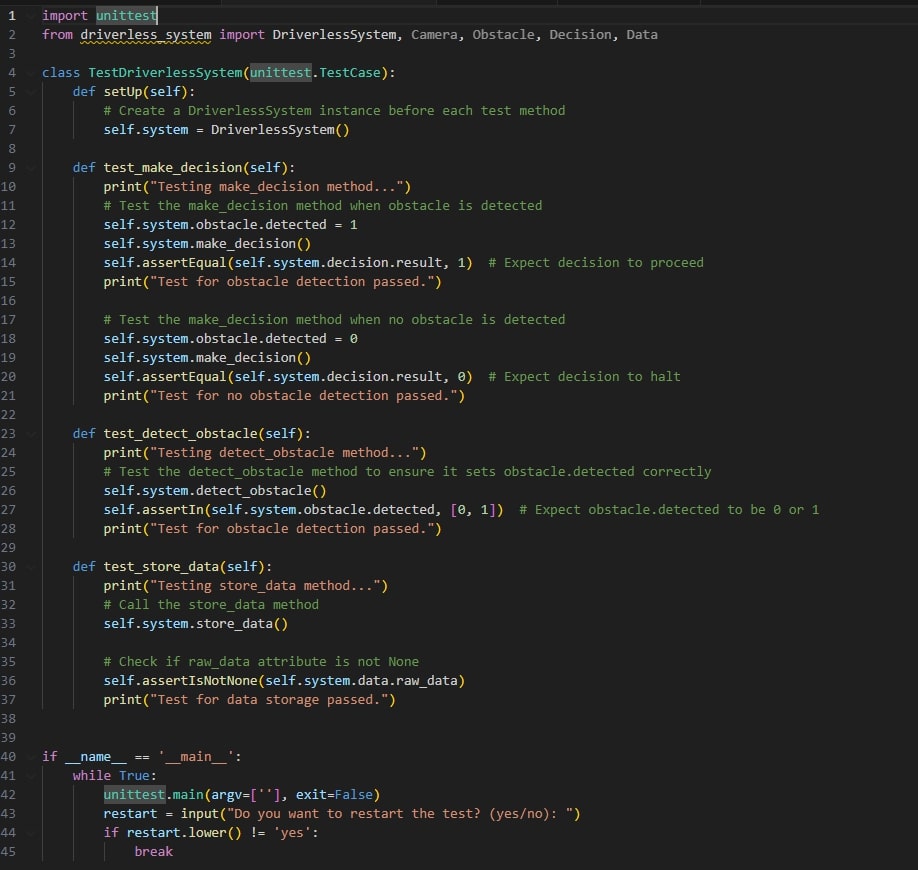 1 import unittest
2 from driverless_system import DriverlessSystem, Camera, Obstacle, Decision, Data
3
4 class TestDriverlessSystem(unittest.TestCase):
5     def setUp(self):
6         # Create a DriverlessSystem instance before each test method
7         self.system = DriverlessSystem()
8
9     def test_make_decision(self):
10         print("Testing make_decision method...")
11         # Test the make_decision method when obstacle is detected
12         self.system.obstacle.detected = 1
13         self.system.make_decision()
14         self.assertEqual(self.system.decision.result, 1)  # Expect decision to proceed
15         print("Test for obstacle detection passed.")
16
17         # Test the make_decision method when no obstacle is detected
18         self.system.obstacle.detected = 0
19         self.system.make_decision()
20         self.assertEqual(self.system.decision.result, 0)  # Expect decision to halt
21         print("Test for no obstacle detection passed.")
22
23     def test_detect_obstacle(self):
24         print("Testing detect_obstacle method...")
25         # Test the detect_obstacle method to ensure it sets obstacle.detected correctly
26         self.system.detect_obstacle()
27         self.assertIn(self.system.obstacle.detected, [0, 1])  # Expect obstacle.detected to be 0 or 1
28         print("Test for obstacle detection passed.")
29
30     def test_store_data(self):
31         print("Testing store_data method...")
32         # Call the store_data method
33         self.system.store_data()
34
35         # Check if raw_data attribute is not None
36         self.assertIsNotNone(self.system.data.raw_data)
37         print("Test for data storage passed.")
38
39
40 if __name__ == '__main__':
41     while True:
42         unittest.main(argv=[''], exit=False)
43         restart = input("Do you want to restart the test? (yes/no): ")
44         if restart.lower() != 'yes':
45             break